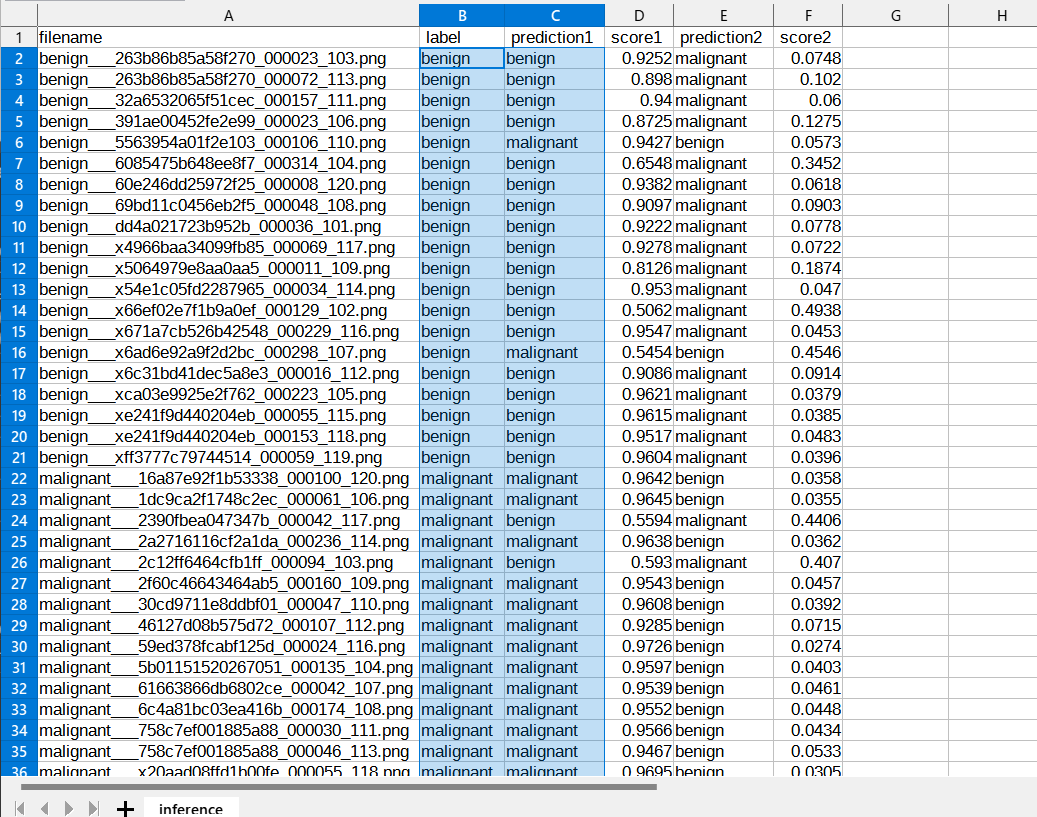 A B C D E F G H
1 filename label prediction1 score1 prediction2 score2
2 benign___263b86b85a58f270_000023_103.png benign benign 0.9252 malignant 0.0748
3 benign___263b86b85a58f270_000072_113.png benign benign 0.898 malignant 0.102
4 benign___32a6532065f51cec_000157_111.png benign benign 0.94 malignant 0.06
5 benign___391ae00452fe2e99_000023_106.png benign benign 0.8725 malignant 0.1275
6 benign___5563954a01f2e103_000106_110.png benign malignant 0.9427 benign 0.0573
7 benign___6085475b648ee8f7_000314_104.png benign benign 0.6548 malignant 0.3452
8 benign___60e246dd25972f25_000008_120.png benign benign 0.9382 malignant 0.0618
9 benign___69bd11c0456eb2f5_000048_108.png benign benign 0.9097 malignant 0.0903
10 benign___dd4a021723b952b_000036_101.png benign benign 0.9222 malignant 0.0778
11 benign___x4966baa34099fb85_000069_117.png benign benign 0.9278 malignant 0.0722
12 benign___x5064979e8aa0aa5_000011_109.png benign benign 0.8126 malignant 0.1874
13 benign___x54e1c05fd2287965_000034_114.png benign benign 0.953 malignant 0.047
14 benign___x66ef02e7f1b9a0ef_000129_102.png benign benign 0.5062 malignant 0.4938
15 benign___x671a7cb526b42548_000229_116.png benign benign 0.9547 malignant 0.0453
16 benign___x6ad6e92a9f2d2bc_000298_107.png benign malignant 0.5454 benign 0.4546
17 benign___x6c31bd41dec5a8e3_000016_112.png benign benign 0.9086 malignant 0.0914
18 benign___xca03e9925e2f762_000223_105.png benign benign 0.9621 malignant 0.0379
19 benign___xe241f9d440204eb_000055_115.png benign benign 0.9615 malignant 0.0385
20 benign___xe241f9d440204eb_000153_118.png benign benign 0.9517 malignant 0.0483
21 benign___xff3777c79744514_000059_119.png benign benign 0.9604 malignant 0.0396
22 malignant___16a87e92f1b53338_000100_120.png malignant malignant 0.9642 benign 0.0358
23 malignant___1dc9ca2f1748c2ec_000061_106.png malignant malignant 0.9645 benign 0.0355
24 malignant___2390fbea047347b_000042_117.png malignant benign 0.5594 malignant 0.4406
25 malignant___2a2716116cf2a1da_000236_114.png malignant malignant 0.9638 benign 0.0362
26 malignant___2c12ff6464cfb1ff_000094_103.png malignant benign 0.593 malignant 0.407
27 malignant___2f60c46643464ab5_000160_109.png malignant malignant 0.9543 benign 0.0457
28 malignant___30cd9711e8ddbf01_000047_110.png malignant malignant 0.9608 benign 0.0392
29 malignant___46127d08b575d72_000107_112.png malignant malignant 0.9285 benign 0.0715
30 malignant___59ed378fcabf125d_000024_116.png malignant malignant 0.9726 benign 0.0274
31 malignant___5b01151520267051_000135_104.png malignant malignant 0.9597 benign 0.0403
32 malignant___61663866db6802ce_000042_107.png malignant malignant 0.9539 benign 0.0461
33 malignant___6c4a81bc03ea416b_000174_108.png malignant malignant 0.9552 benign 0.0448
34 malignant___758c7ef001885a88_000030_111.png malignant malignant 0.9566 benign 0.0434
35 malignant___758c7ef001885a88_000046_113.png malignant malignant 0.9467 benign 0.0533
36 malignant___x20aad08ffd1b00fe_000055_118.png malignant malignant 0.9695 benign 0.0305
inference